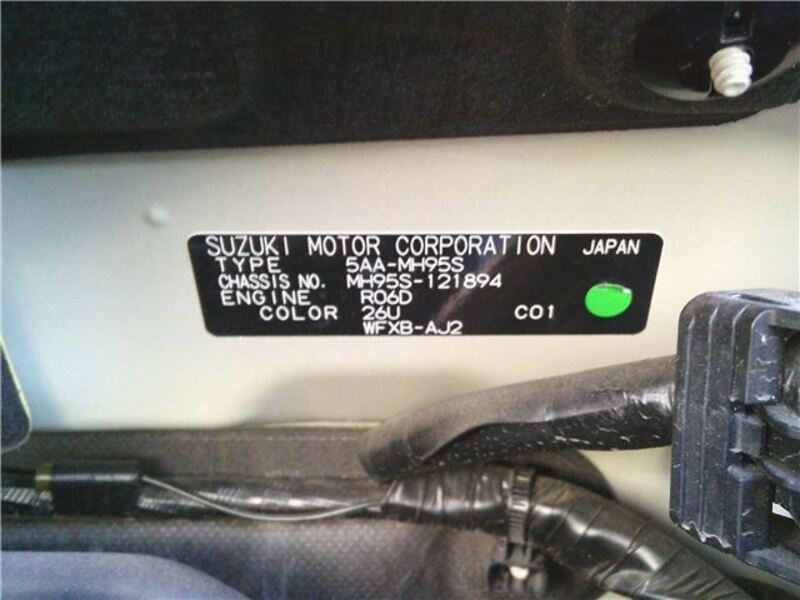 SUZUKI MOTOR CORPORATION JAPAN
TYPE 5AA-MH95S
CHASSIS NO. MH95S-121894
ENGINE R06D
COLOR 26U C01
WFXB-AJ2